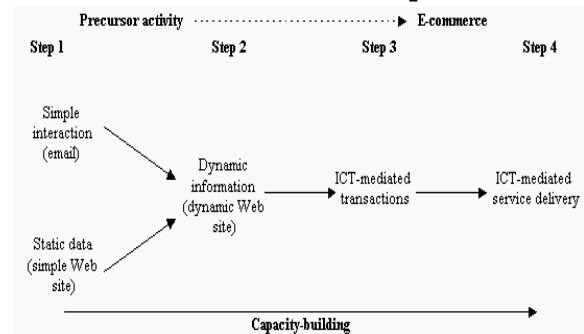 Precursor activity E-commerce
Step 1 Step 2 Step 3 Step 4
Simple
interaction
(email)
Static data
(simple Web
site)
Dynamic
information
(dynamic Web
site)
ICT-mediated
transactions
ICT-mediated
service delivery
Capacity-building